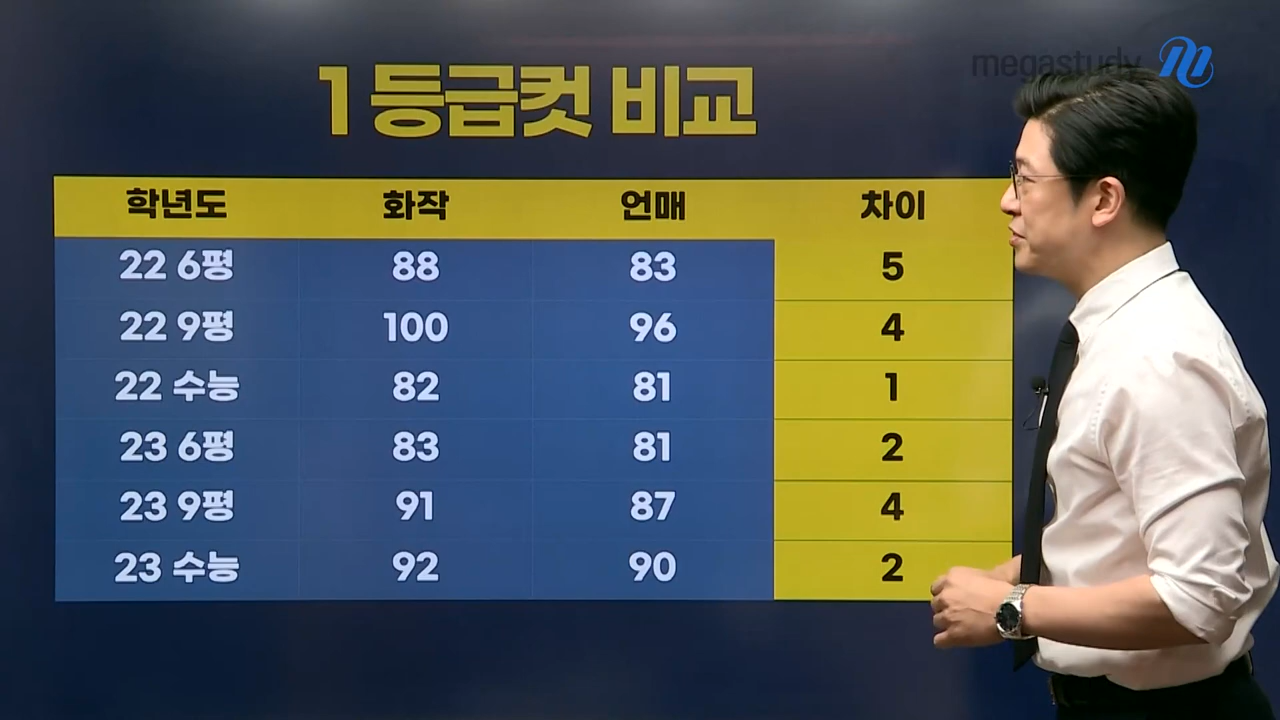 megastudy
1등급컷 비교
학년도 화작 언매 차이
22 6평 88 83 5
22 9평 100 96 4
22 수능 82 81 1
23 6평 83 81 2
23 9평 91 87 4
23 수능 92 90 2